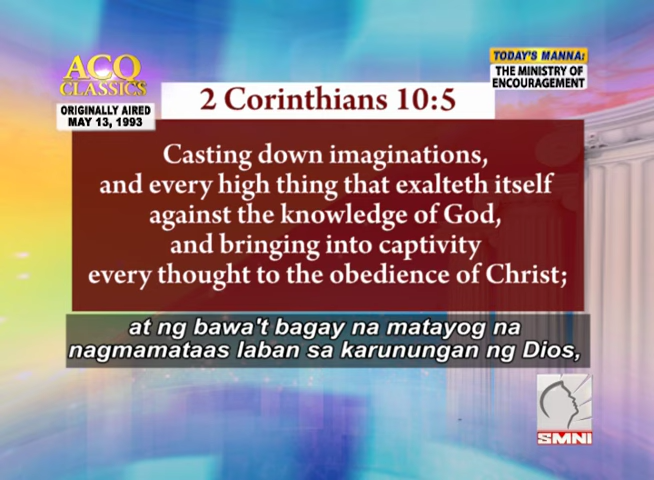 ACQ
CLASSICS
ORIGINALLY AIRED
MAY 13, 1993
TODAY'S MANNA:
THE MINISTRY OF
ENCOURAGEMENT
2 Corinthians 10:5
Casting down imaginations,
and every high thing that exalteth itself
against the knowledge of God,
and bringing into captivity
every thought to the obedience of Christ;
at ng bawa't bagay na matayog na
nagmamataas laban sa karunungan ng Dios,
SMNI